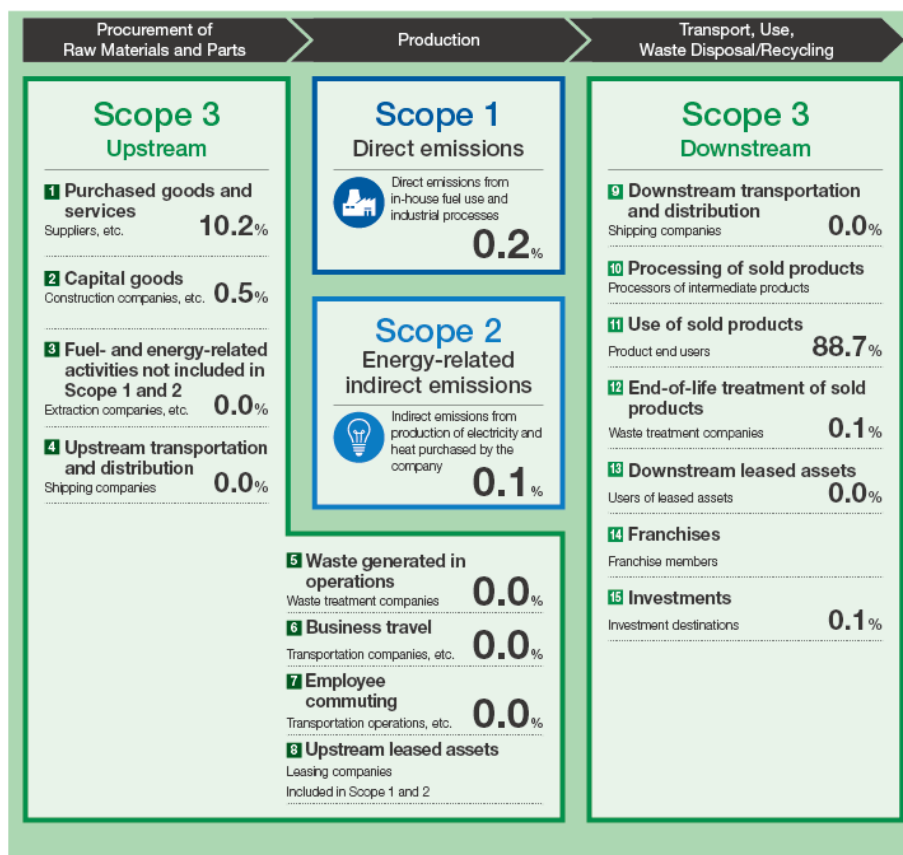 Procurement of
Raw Materials and Parts
Production
Transport, Use,
Waste Disposal/Recycling
Scope 3
Upstream
1 Purchased goods and
services
Suppliers, etc. 10.2%
2 Capital goods
Construction companies, etc. 0.5%
3 Fuel- and energy-related
activities not included in
Scope 1 and 2
Extraction companies, etc. 0.0%
4 Upstream transportation
and distribution
Shipping companies 0.0%
Scope 1
Direct emissions
Direct emissions from
in-house fuel use and
industrial processes
0.2%
Scope 2
Energy-related
indirect emissions
Indirect emissions from
production of electricity and
heat purchased by the
company
0.1%
5 Waste generated in
operations
Waste treatment companies 0.0%
6 Business travel
Transportation companies, etc. 0.0%
7 Employee
commuting
Transportation operations, etc. 0.0%
8 Upstream leased assets
Leasing companies
Included in Scope 1 and 2
Scope 3
Downstream
9 Downstream transportation
and distribution
Shipping companies 0.0%
10 Processing of sold products
Processors of intermediate products
11 Use of sold products
Product end users 88.7%
12 End-of-life treatment of sold
products
Waste treatment companies 0.1%
13 Downstream leased assets
Users of leased assets 0.0%
14 Franchises
Franchise members
15 Investments
Investment destinations 0.1%